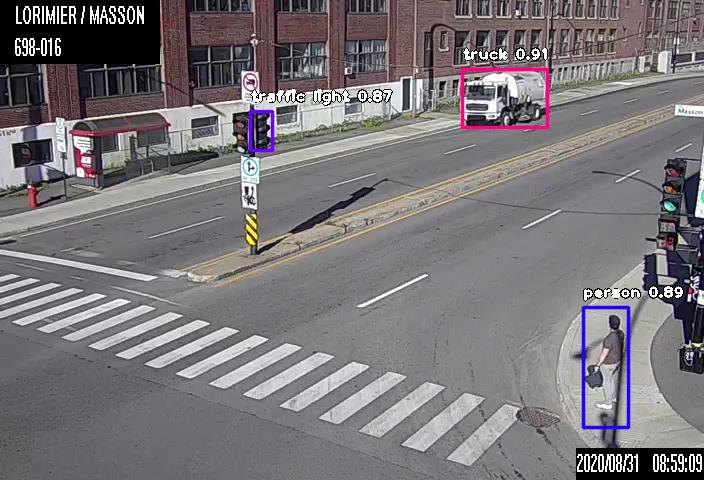 LORIMIER / MASSON
698-016
truck 0.91
traffic light 0.87
Masson
person 0.89
2020/08/31 08:59:09